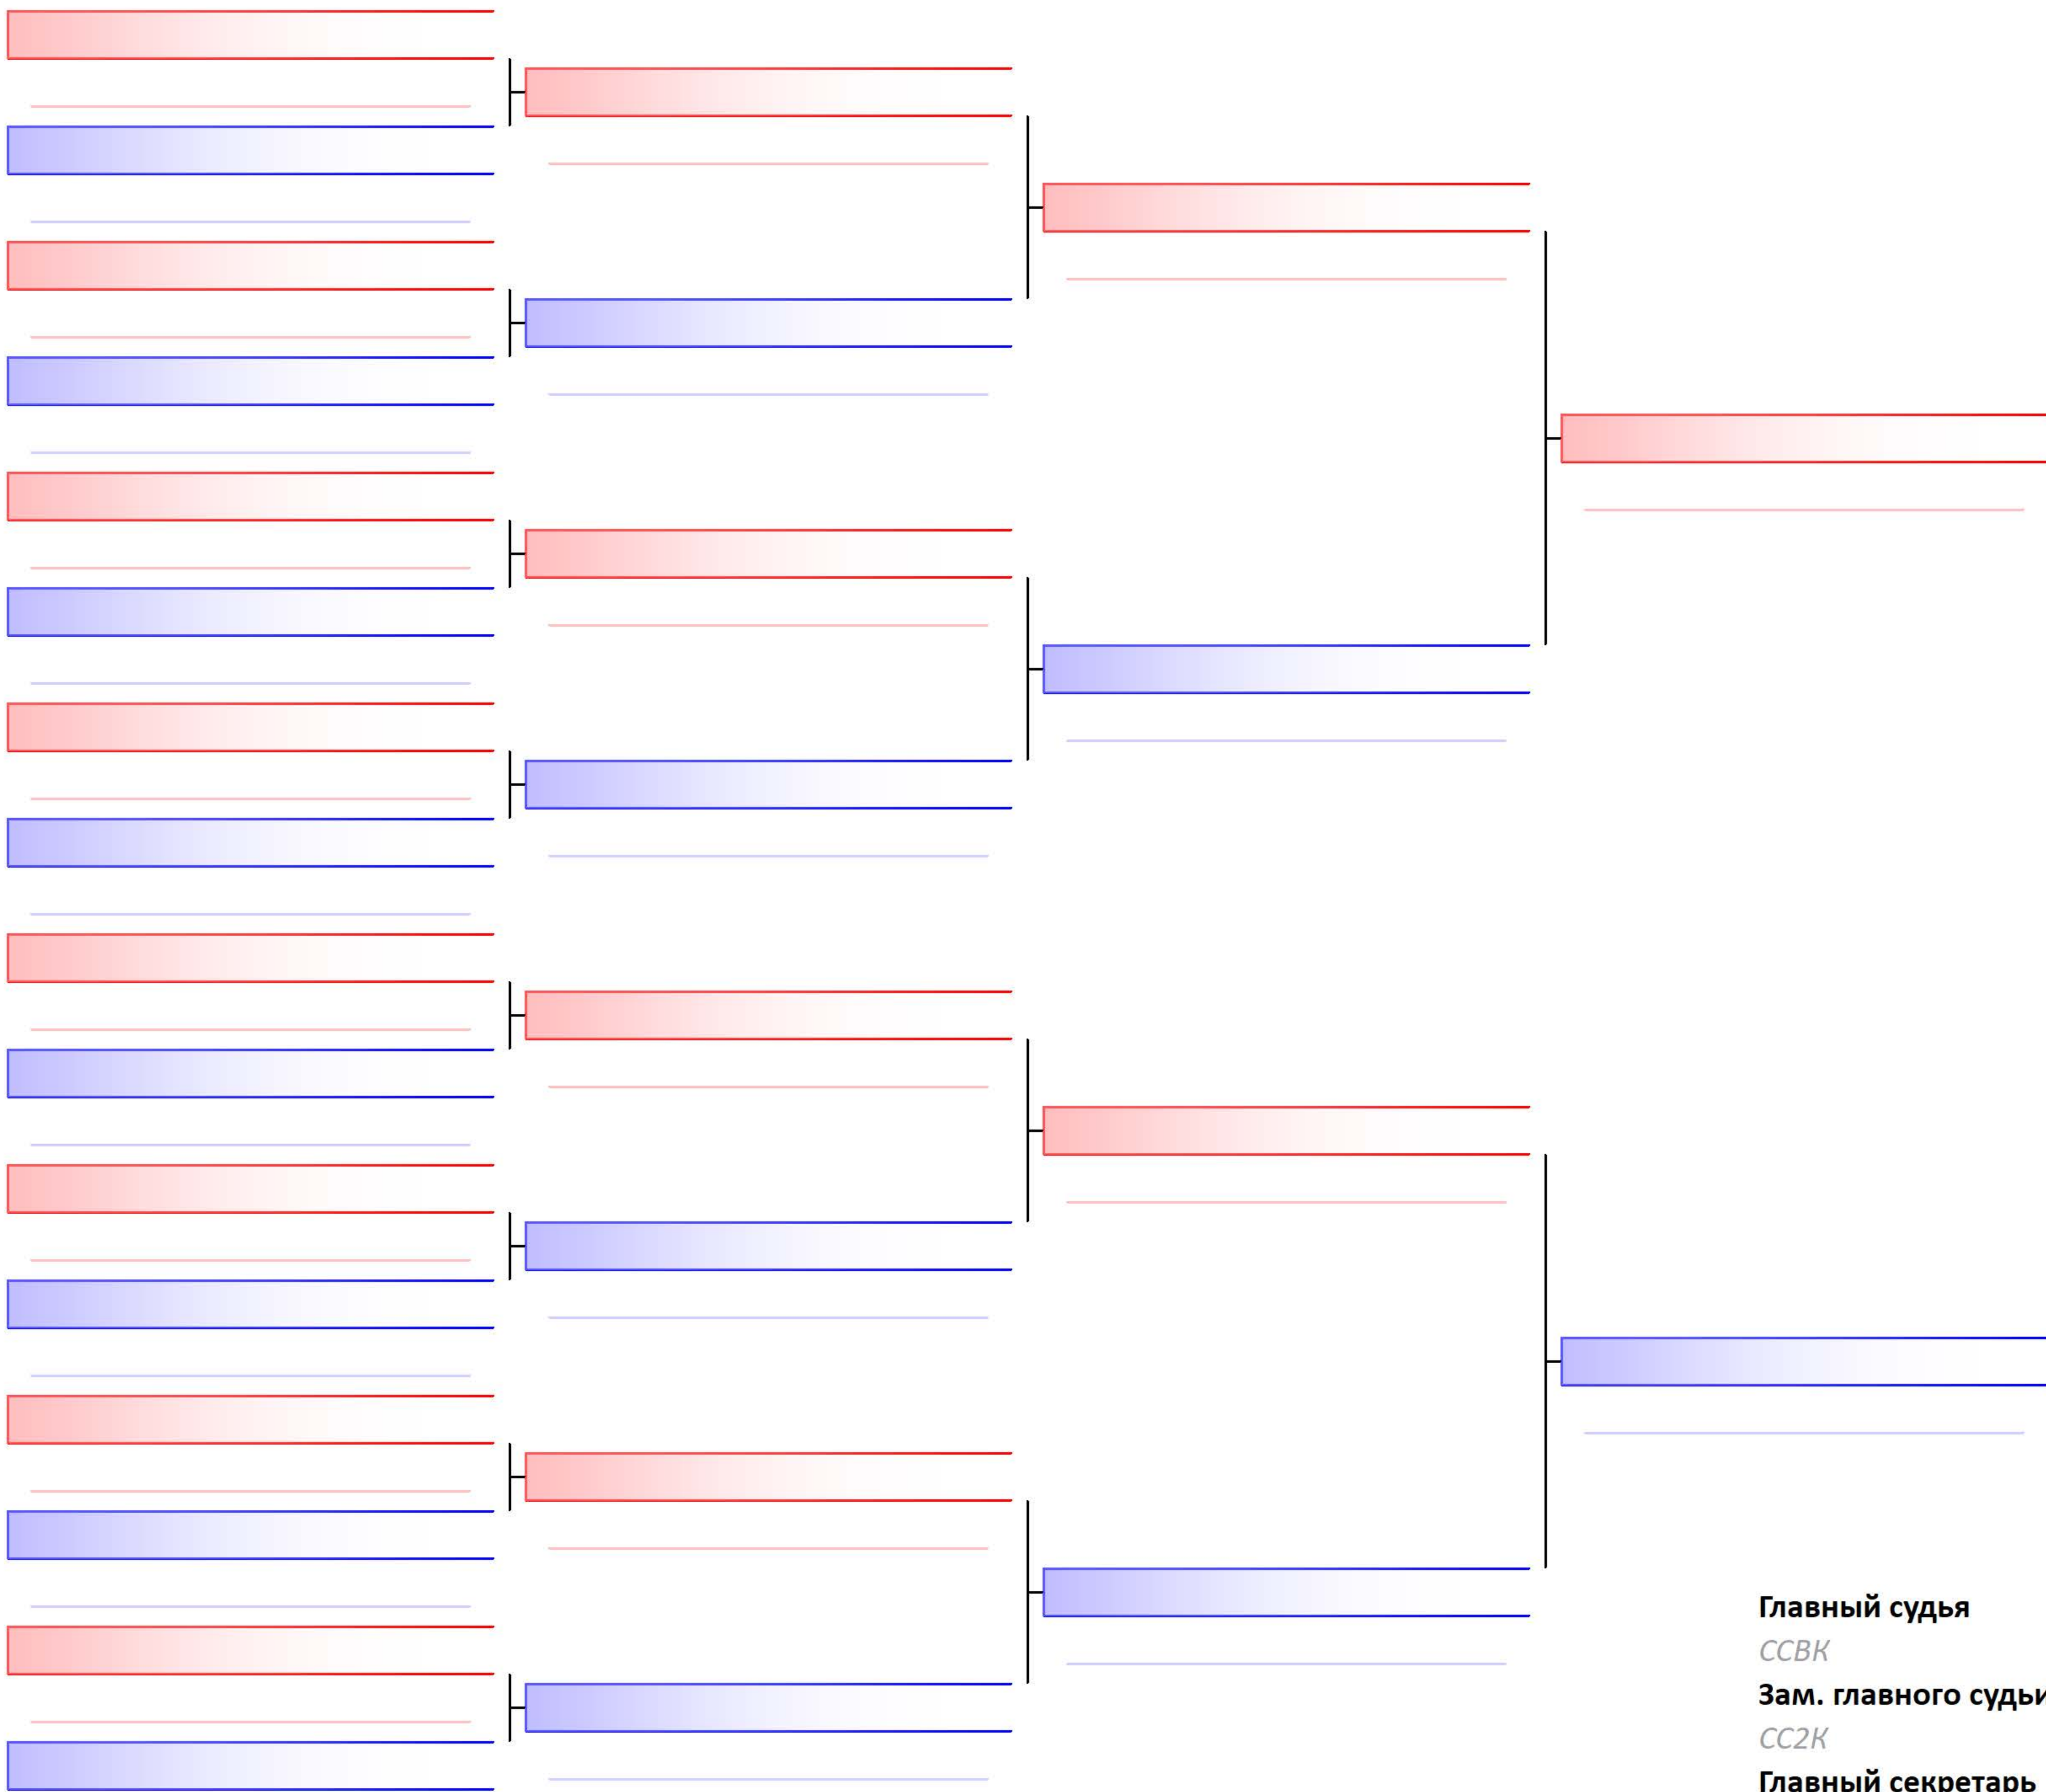 Главный судья
ССВК
Зам. главного судьи
СС2К
Главный секретарь